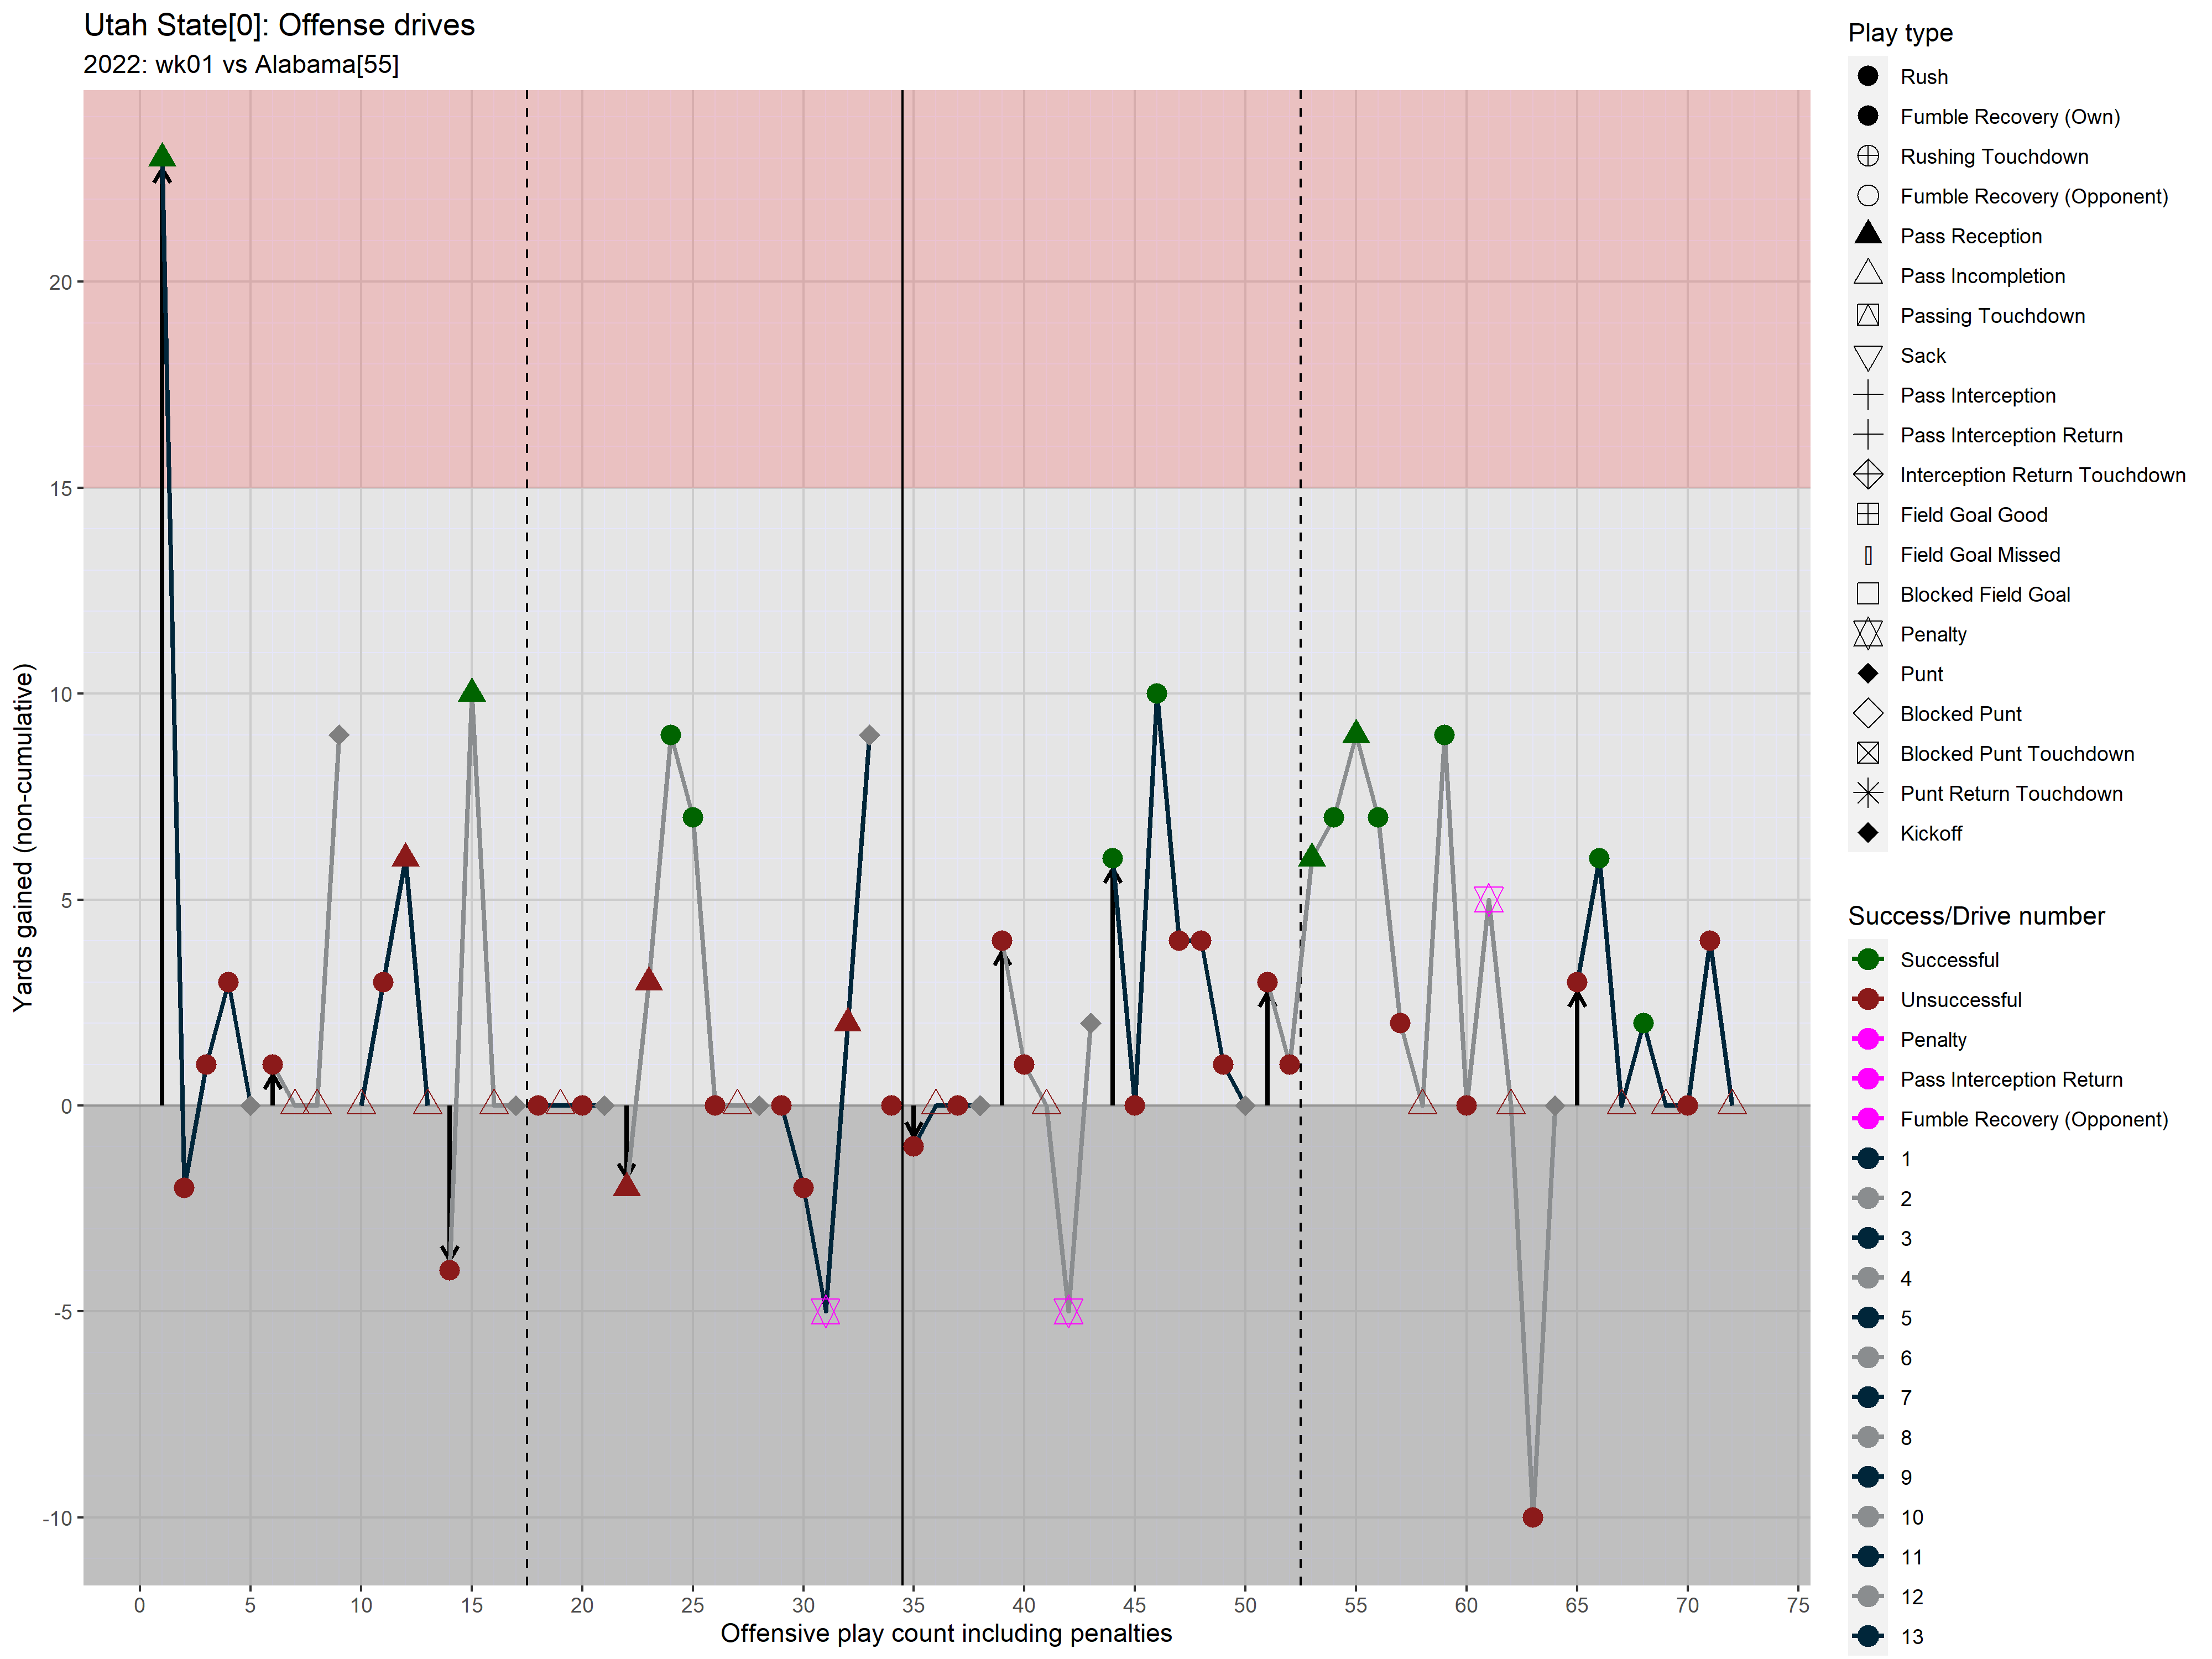 Utah State[0]: Offense drives
2022: wk01 vs Alabama[55]
Yards gained (non-cumulative)
20
15
10
5
0
-5
-10
0 5 10 15 20 25 30 35 40 45 50 55 60 65 70 75
Offensive play count including penalties
Play type
Rush
Fumble Recovery (Own)
Rushing Touchdown
Fumble Recovery (Opponent)
Pass Reception
Pass Incompletion
Passing Touchdown
Sack
Pass Interception
Pass Interception Return
Interception Return Touchdown
Field Goal Good
Field Goal Missed
Blocked Field Goal
Penalty
Punt
Blocked Punt
Blocked Punt Touchdown
Punt Return Touchdown
Kickoff
Success/Drive number
Successful
Unsuccessful
Penalty
Pass Interception Return
Fumble Recovery (Opponent)
1
2
3
4
5
6
7
8
9
10
11
12
13